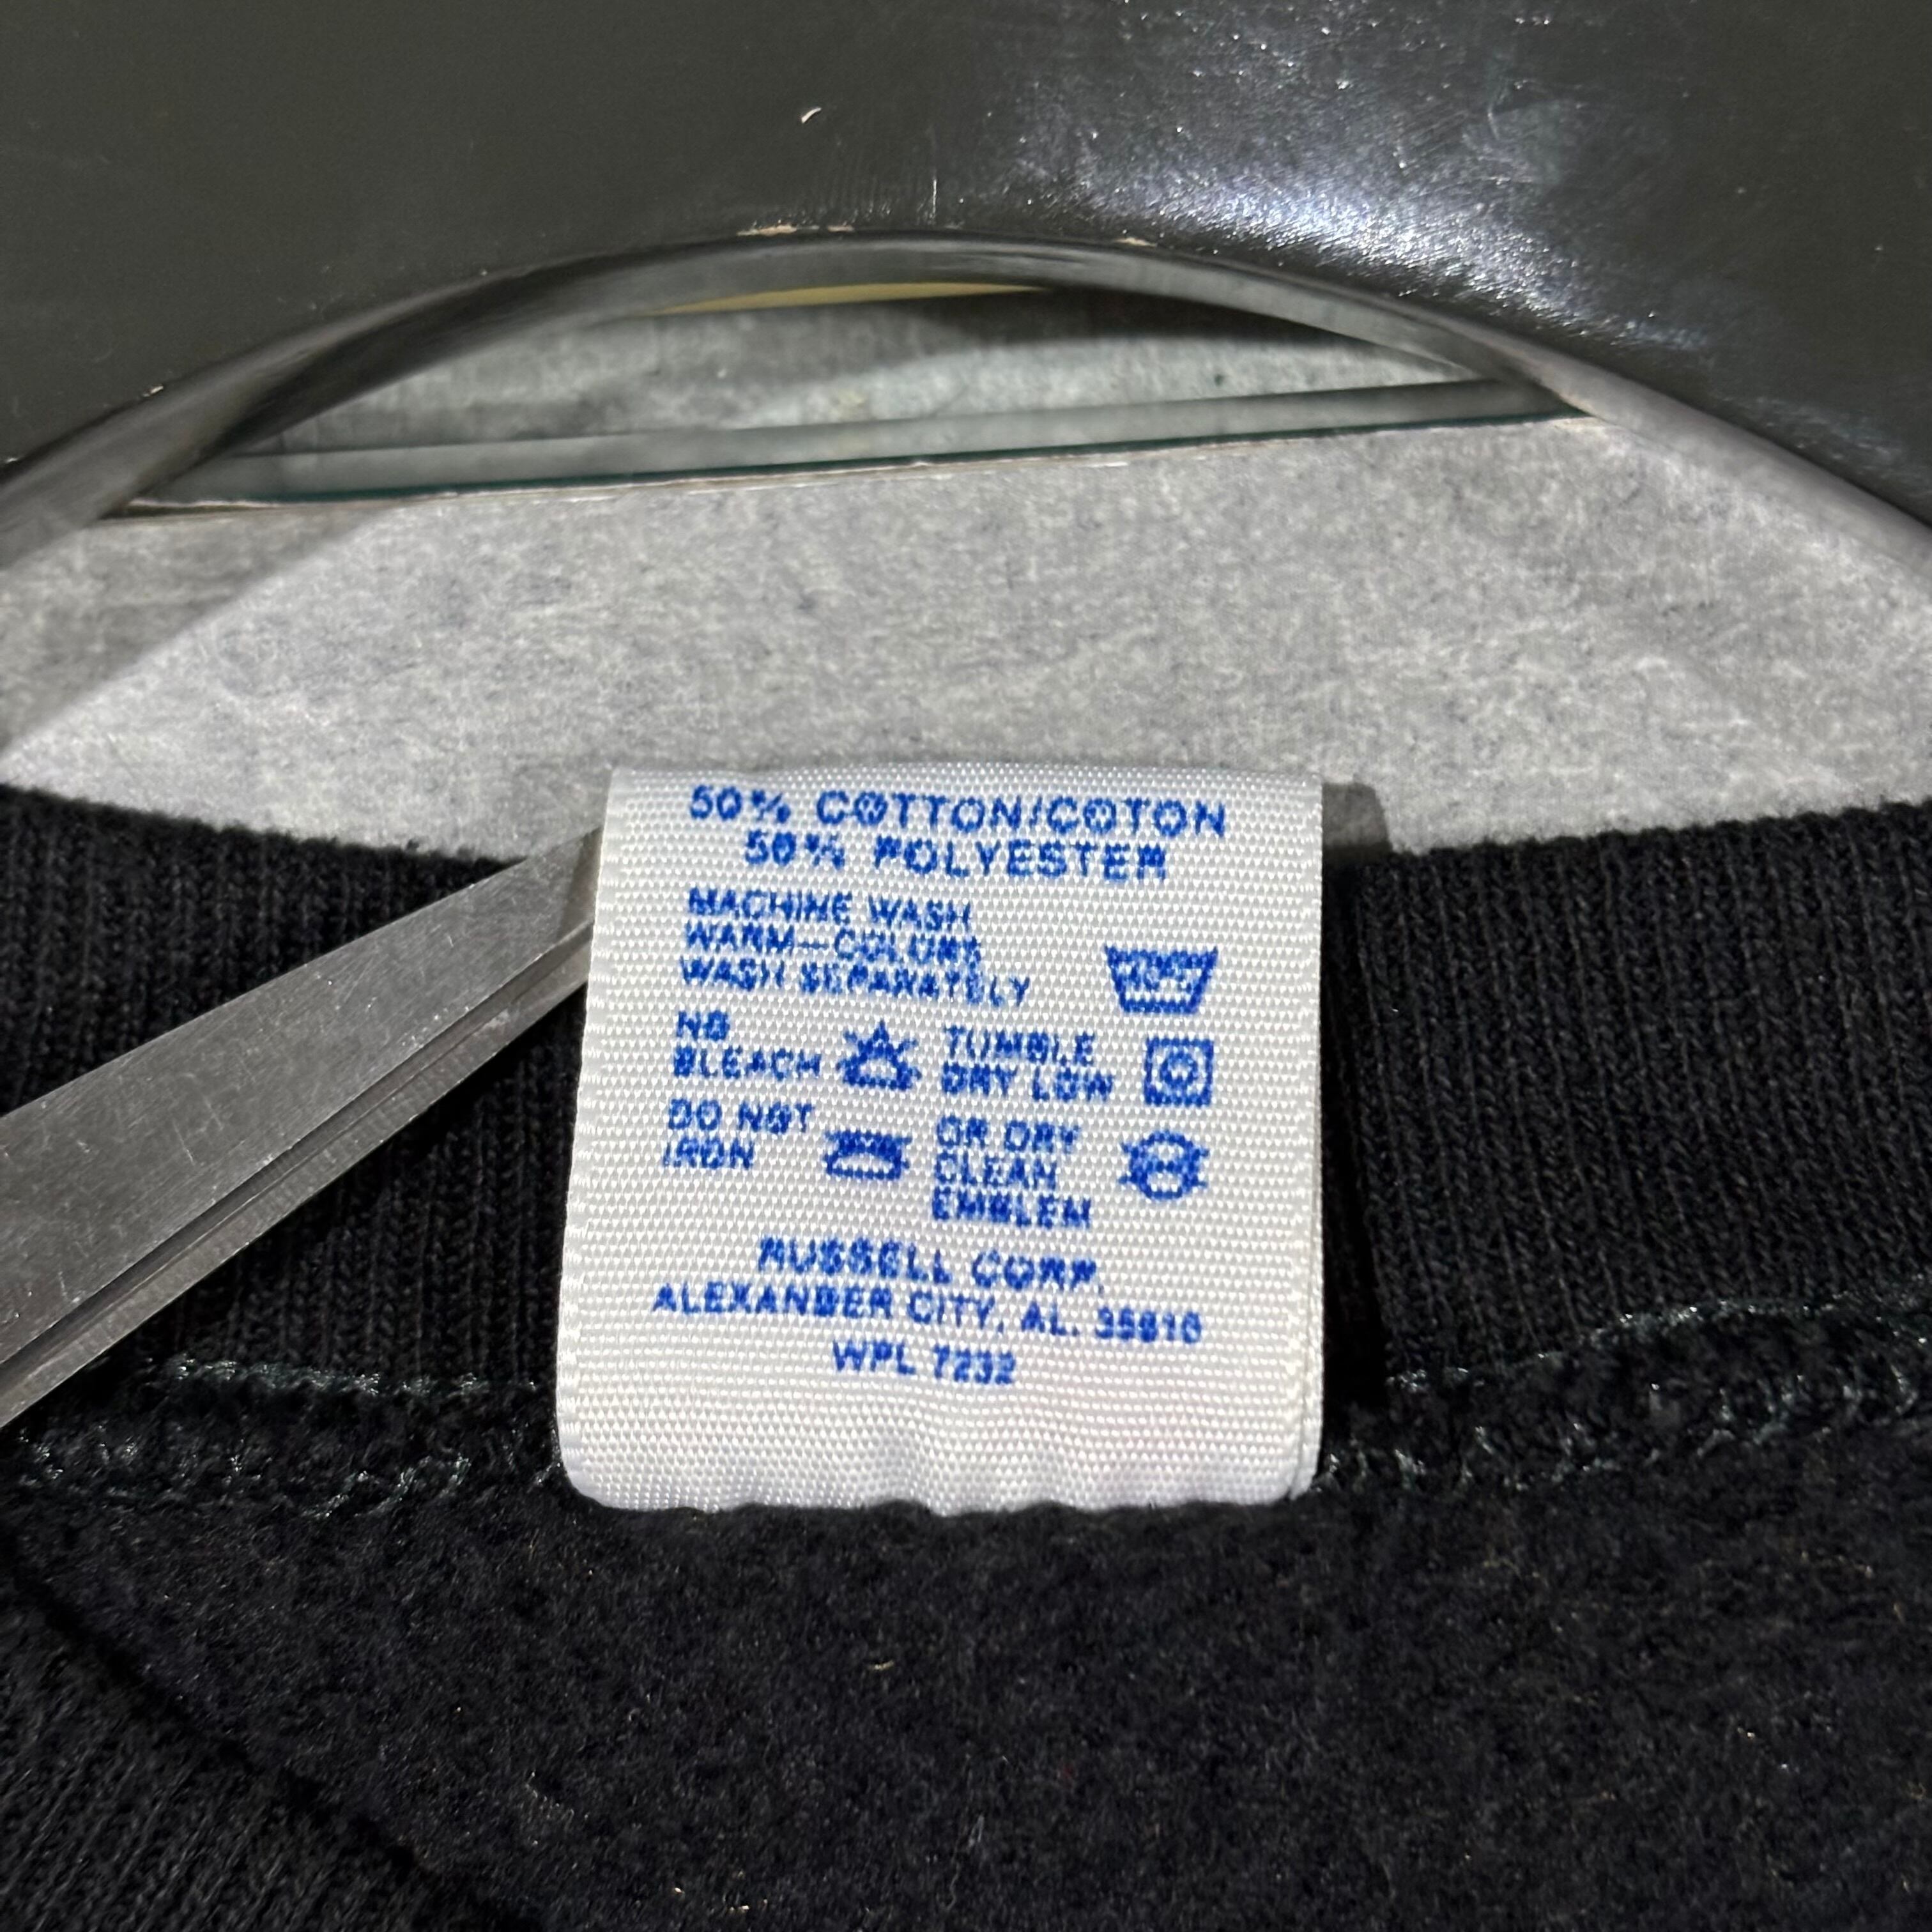 50% COTTON/COTON
50% POLYESTER
MACHINE WASH
WARM—COLORS
WASH SEPARATELY
NO
BLEACH
TUMBLE
DRY LOW
DO NOT
IRON
OR DRY
CLEAN
EMBLEM
RUSSELL CORP.
ALEXANDER CITY, AL. 35010
WPL 7232